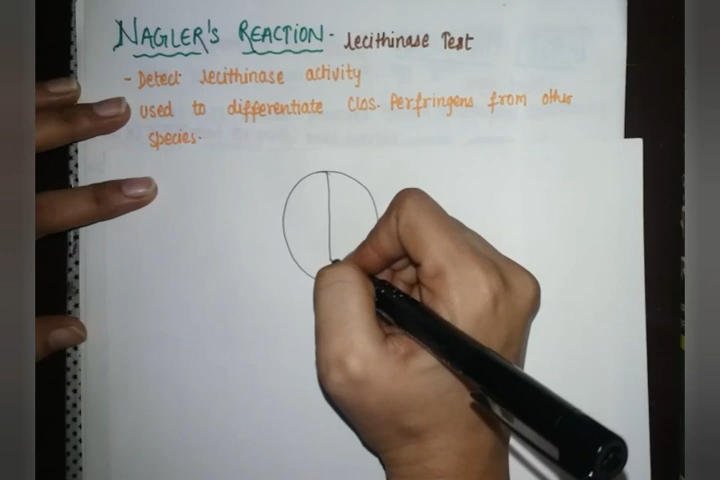 NAGLER'S REACTION - lecithinase Test
- Detect lecithinase activity
used to differentiate Clos. Perfringens from other
species.